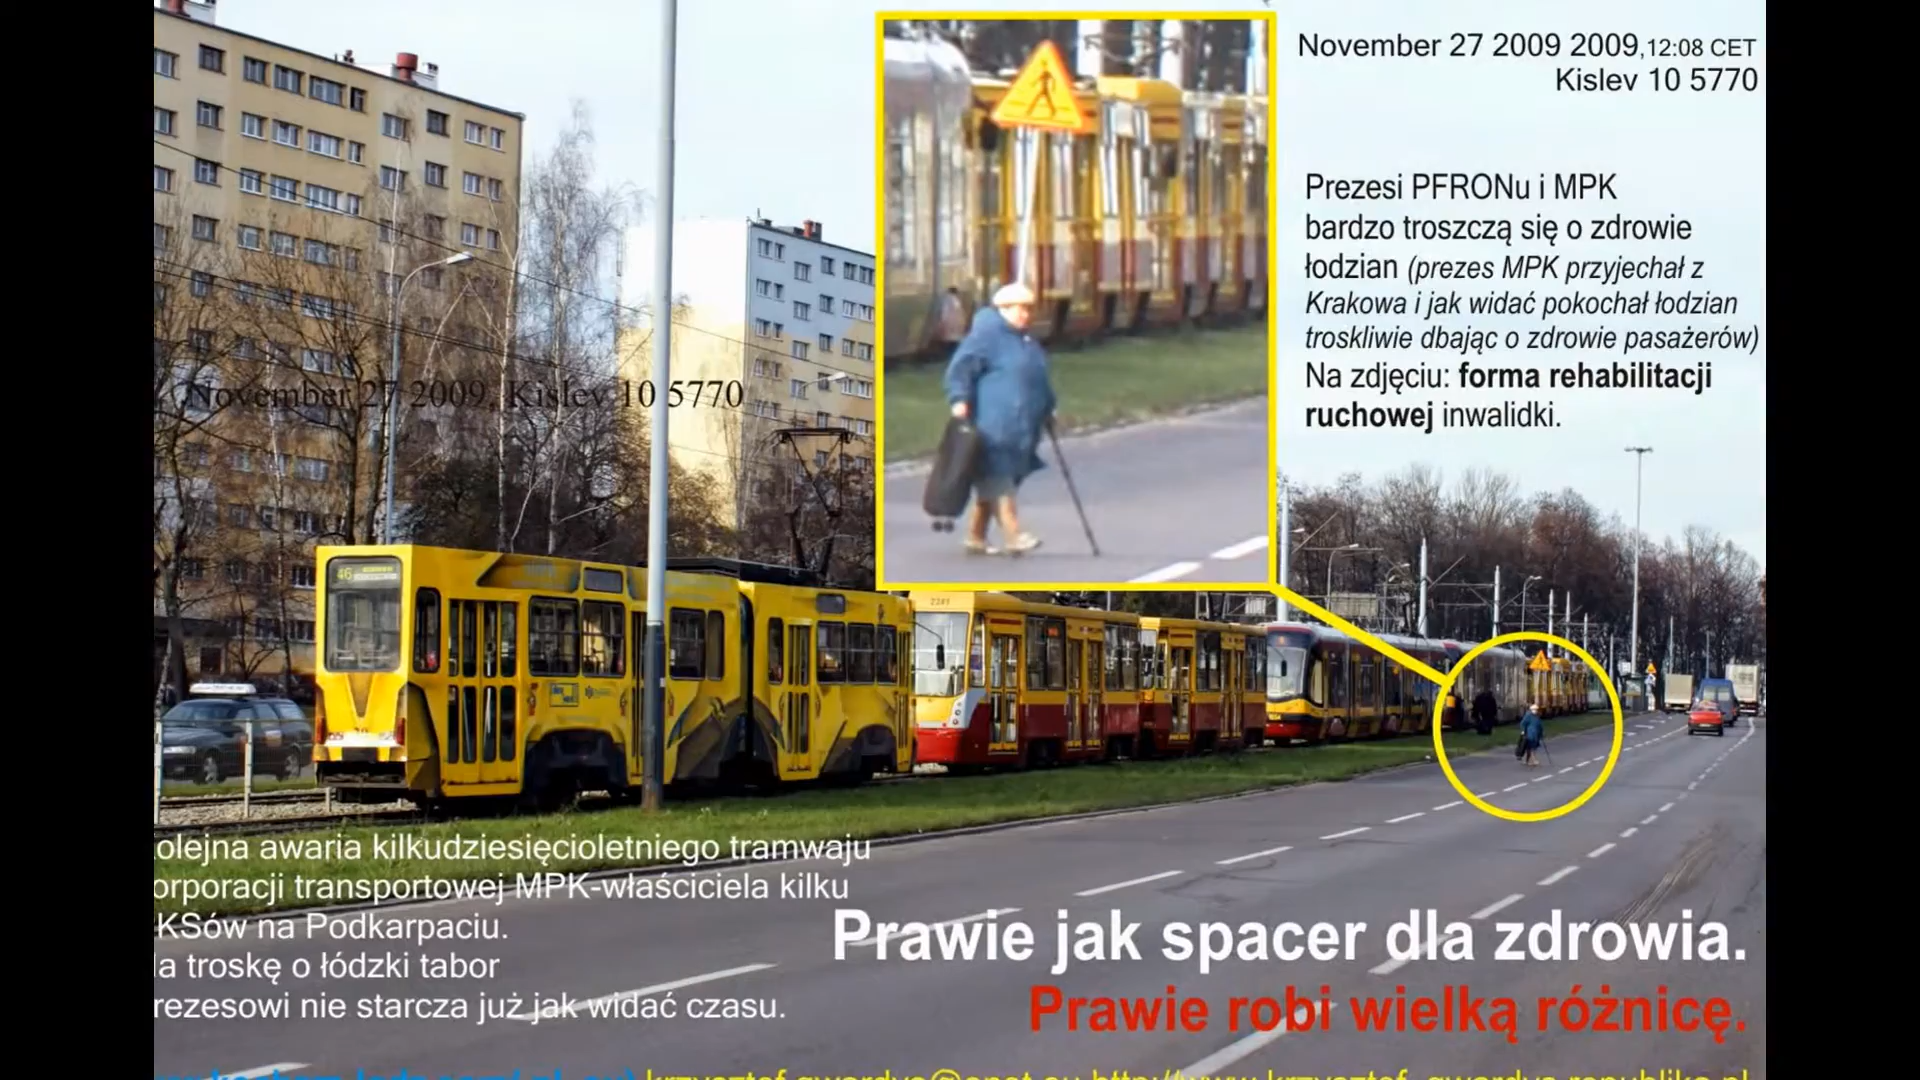 November 27 2009 2009,12:08 CET
Kislev 10 5770
Prezesi PFRONu i MPK
bardzo troszczą się o zdrowie
łodzian (prezes MPK przyjechał z
Krakowa i jak widać pokochał łodzian
troskliwie dbając o zdrowie pasażerów)
Na zdjęciu: forma rehabilitacji
ruchowej inwalidki.
November 27 2009, Kislev 10 5770
46
2281
olejna awaria kilkudziesięcioletniego tramwaju
orporacji transportowej MPK-właściciela kilku
KSów na Podkarpaciu.
a troskę o łódzki tabor
rezesowi nie starcza już jak widać czasu.
Prawie jak spacer dla zdrowia.
Prawie robi wielką różnicę.